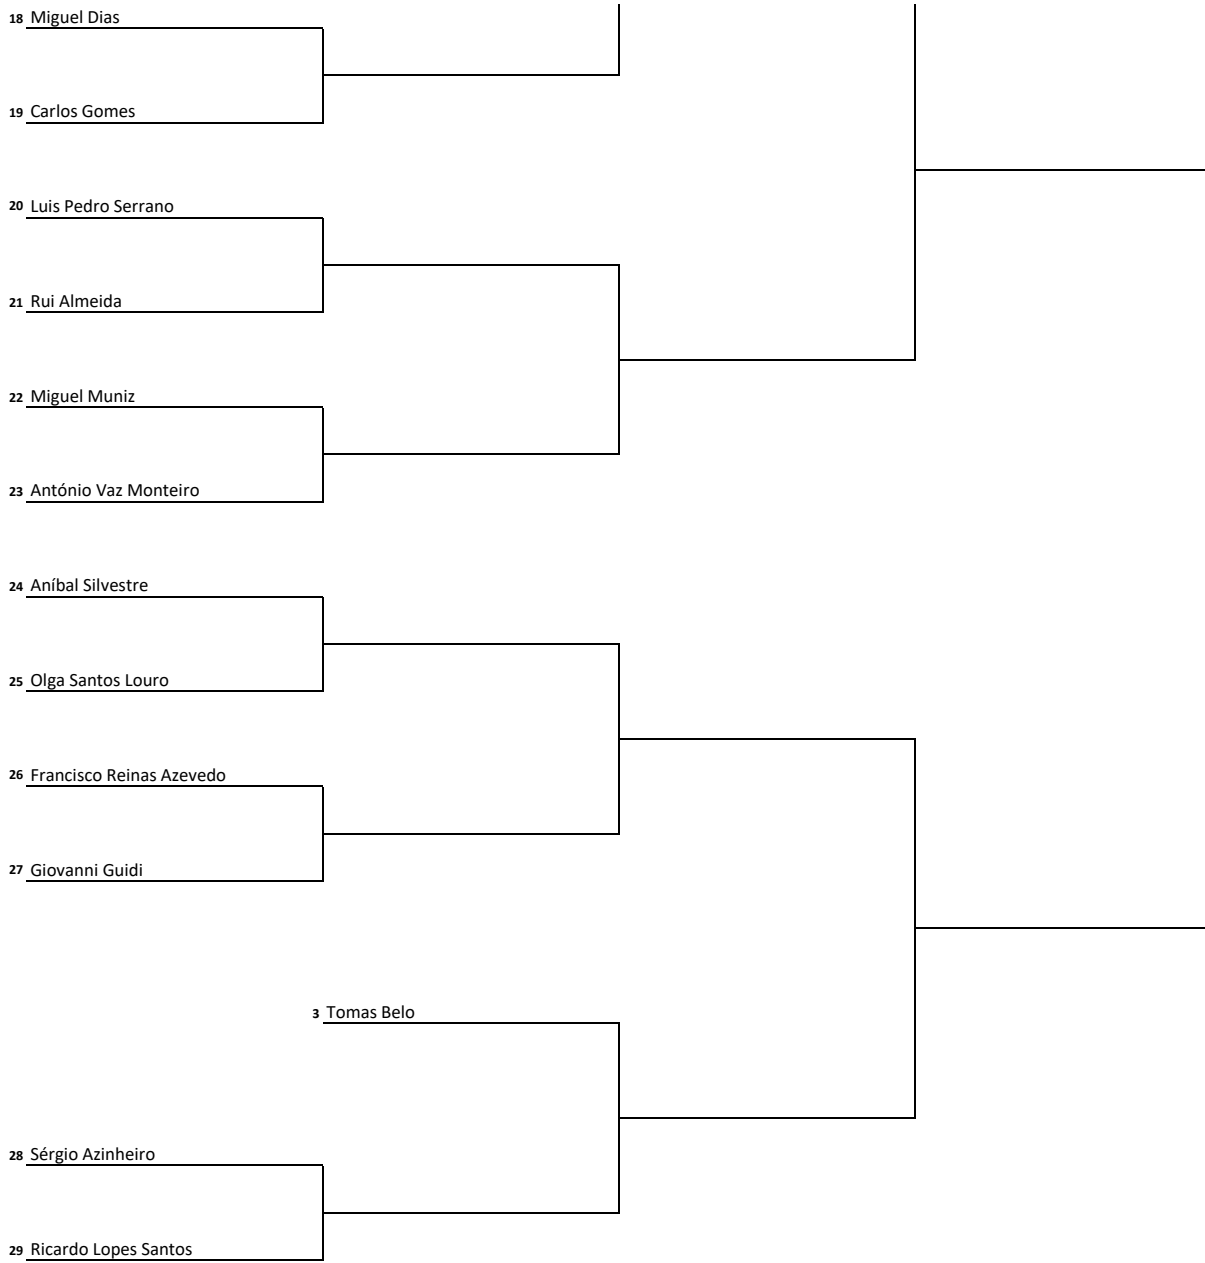 18 Miguel Dias
19 Carlos Gomes
20 Luis Pedro Serrano
21 Rui Almeida
22 Miguel Muniz
23 António Vaz Monteiro
24 Aníbal Silvestre
25 Olga Santos Louro
26 Francisco Reinas Azevedo
27 Giovanni Guidi
3 Tomas Belo
28 Sérgio Azinheiro
29 Ricardo Lopes Santos